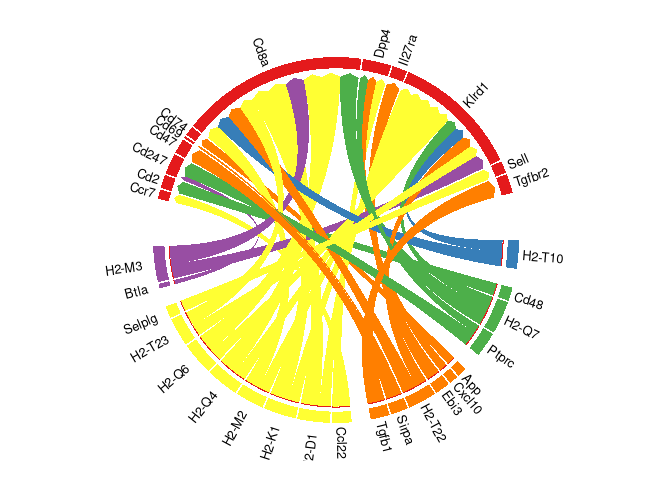 Cd8a
Dpp4
Il27ra
Klrd1
Sell
Tgfbr2
H2-T10
Cd48
H2-Q7
Ptprc
App
Cxcl10
Ebi3
H2-T22
Sirpa
Tgfb1
Ccl22
2-D1
H2-K1
H2-M2
H2-Q4
H2-Q6
H2-T23
Selplg
Btla
H2-M3
Ccr7
Cd2
Cd247
Cd47
Cd74